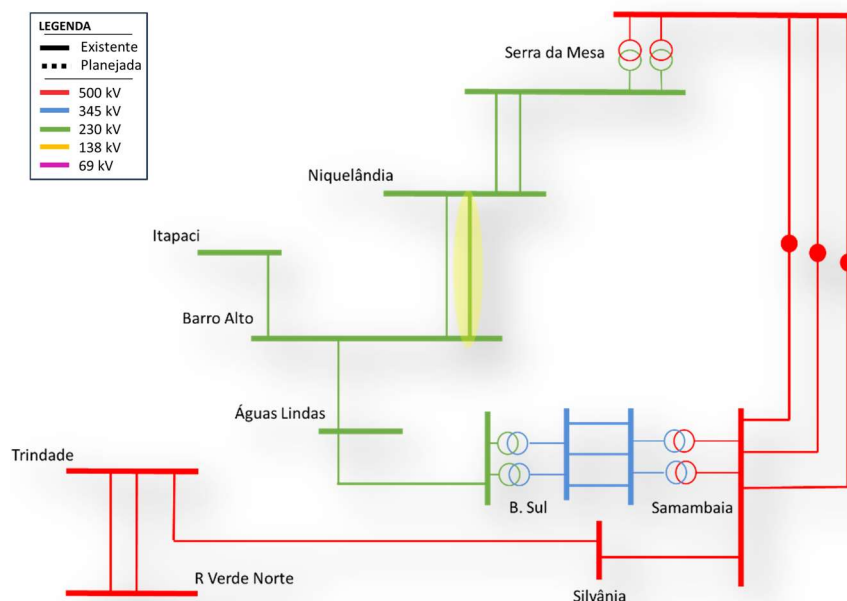 LEGENDA
Existente
Planejada
500 kV
345 kV
230 kV
138 kV
69 kV
Serra da Mesa
Niquelândia
Itapaci
Barro Alto
Águas Lindas
Trindade
B. Sul
Samambaia
R Verde Norte
Silvânia